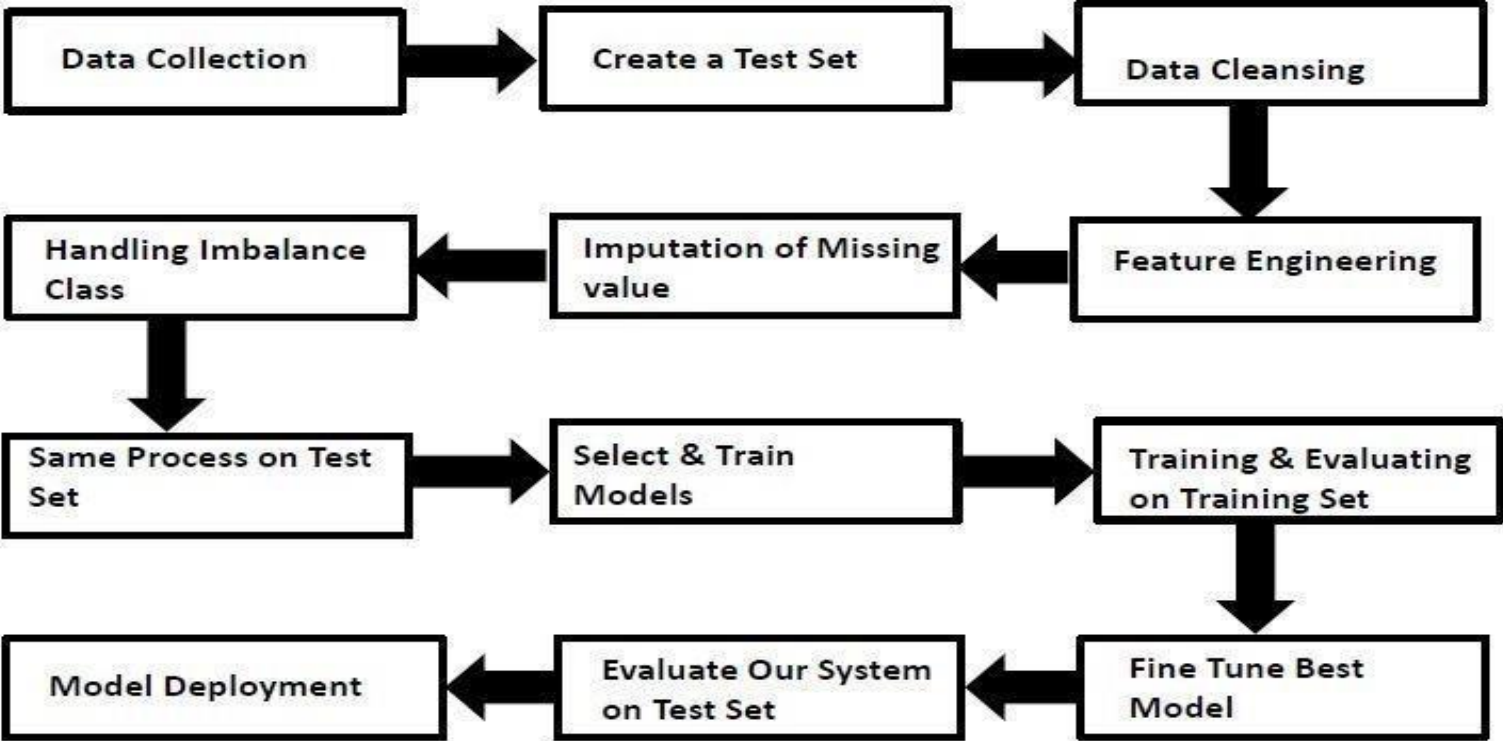 Data Collection
Create a Test Set
Data Cleansing
Feature Engineering
Imputation of Missing
value
Handling Imbalance
Class
Same Process on Test
Set
Select & Train
Models
Training & Evaluating
on Training Set
Fine Tune Best
Model
Evaluate Our System
on Test Set
Model Deployment